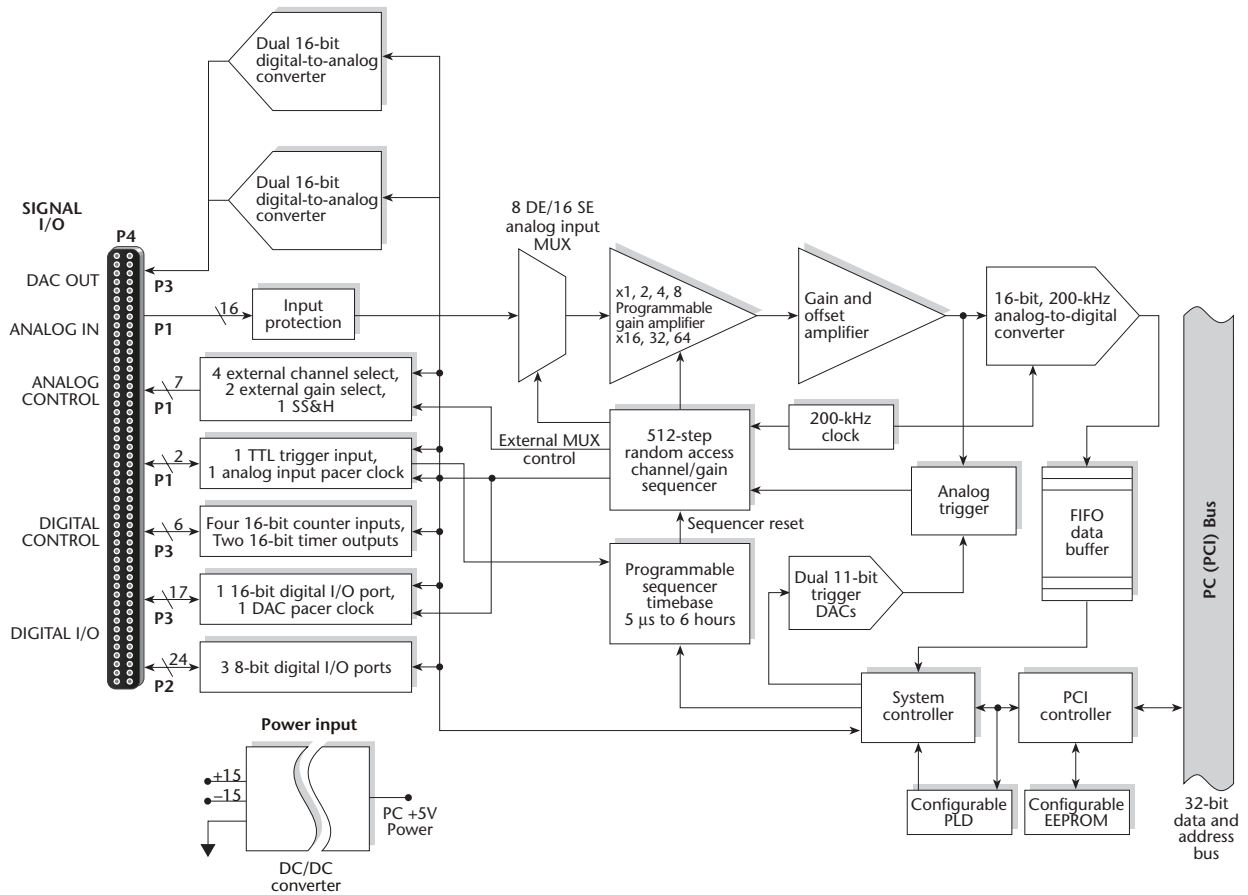 Dual 16-bit
digital-to-analog
converter
Dual 16-bit
digital-to-analog
converter
SIGNAL
I/O
P4
DAC OUT
P3
ANALOG IN
P1
16
Input
protection
8 DE/16 SE
analog input
MUX
x1, 2, 4, 8
Programmable
gain amplifier
x16, 32, 64
Gain and
offset
amplifier
16-bit, 200-kHz
analog-to-digital
converter
ANALOG
CONTROL
7
P1
4 external channel select,
2 external gain select,
1 SS&H
External MUX
control
512-step
random access
channel/gain
sequencer
200-kHz
clock
2
P1
1 TTL trigger input,
1 analog input pacer clock
Analog
trigger
FIFO
data
buffer
PC (PCI) Bus
DIGITAL
CONTROL
6
P3
Four 16-bit counter inputs,
Two 16-bit timer outputs
Sequencer reset
Programmable
sequencer
timebase
5 μs to 6 hours
Dual 11-bit
trigger
DACs
17
P3
1 16-bit digital I/O port,
1 DAC pacer clock
DIGITAL I/O
24
P2
3 8-bit digital I/O ports
System
controller
PCI
controller
Configurable
PLD
Configurable
EEPROM
32-bit
data and
address
bus
Power input
+15
–15
PC +5V
Power
DC/DC
converter